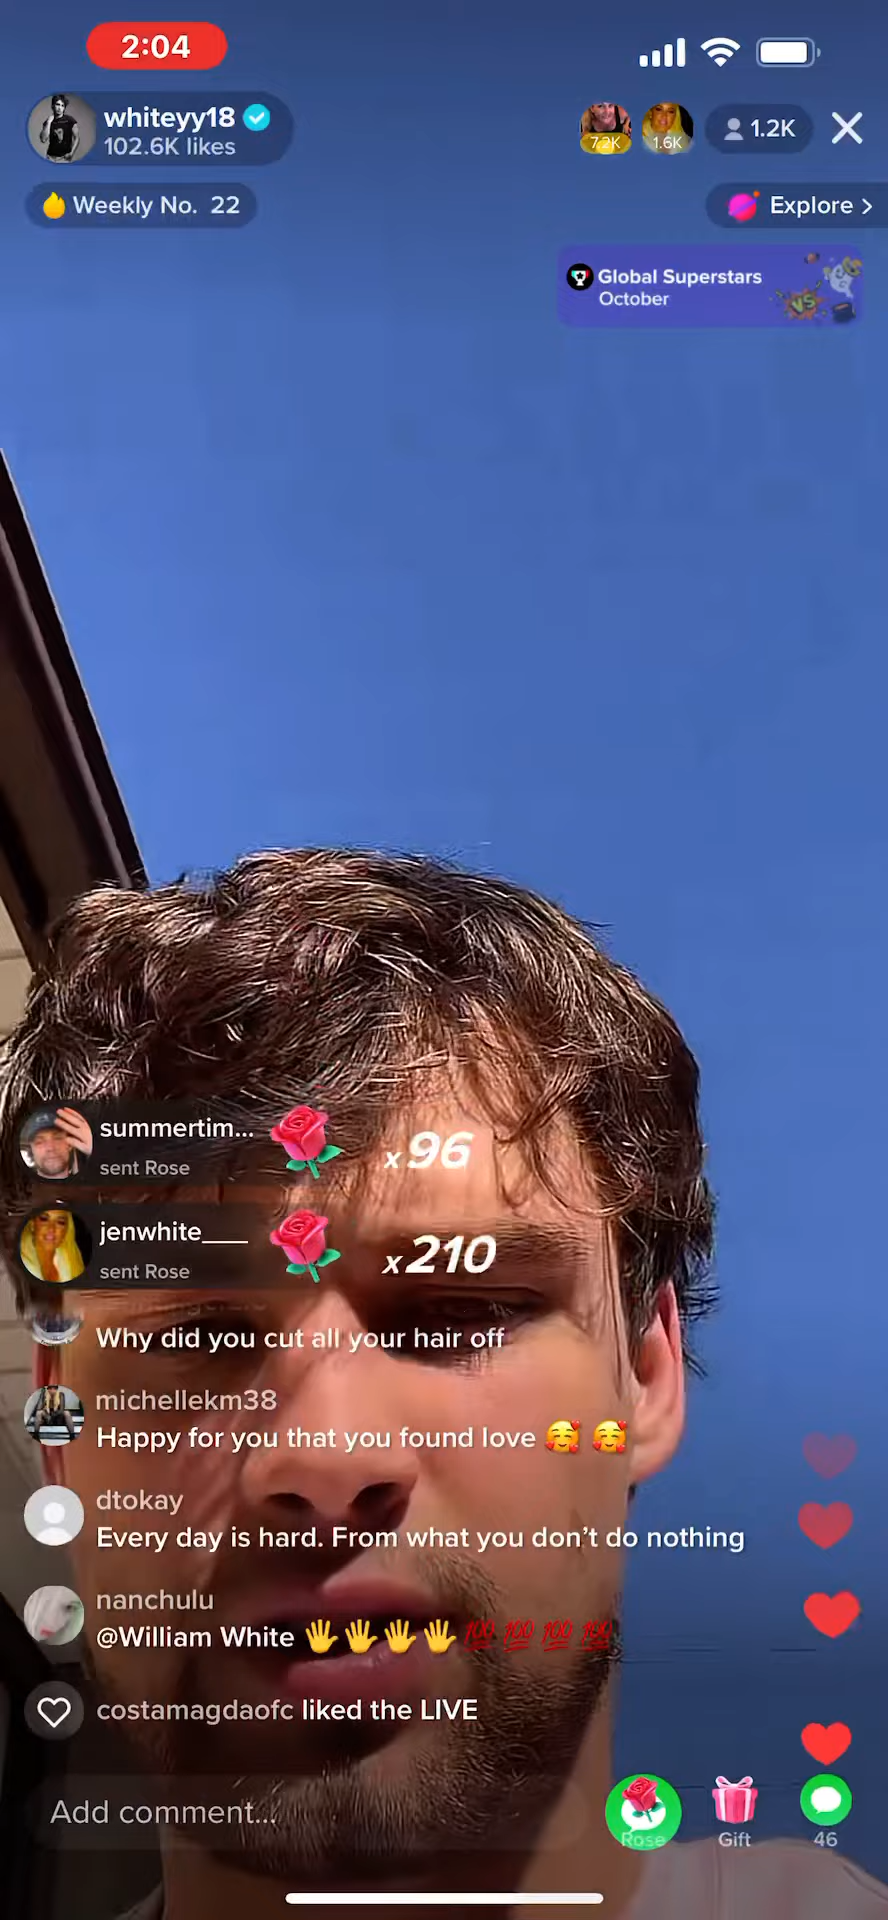 2:04
whiteyy18
102.6K likes
7.2K
1.6K
1.2K
Weekly No. 22
Explore >
Global Superstars
October
VS
summertim...
sent Rose
x96
jenwhite___
sent Rose
x210
Why did you cut all your hair off
michellekm38
Happy for you that you found love 🥰 🥰
dtokay
Every day is hard. From what you don't do nothing
nanchulu
@William White 🖐🖐🖐🖐💯💯💯💯
costamagdaofc liked the LIVE
Add comment...
Rose
Gift
46